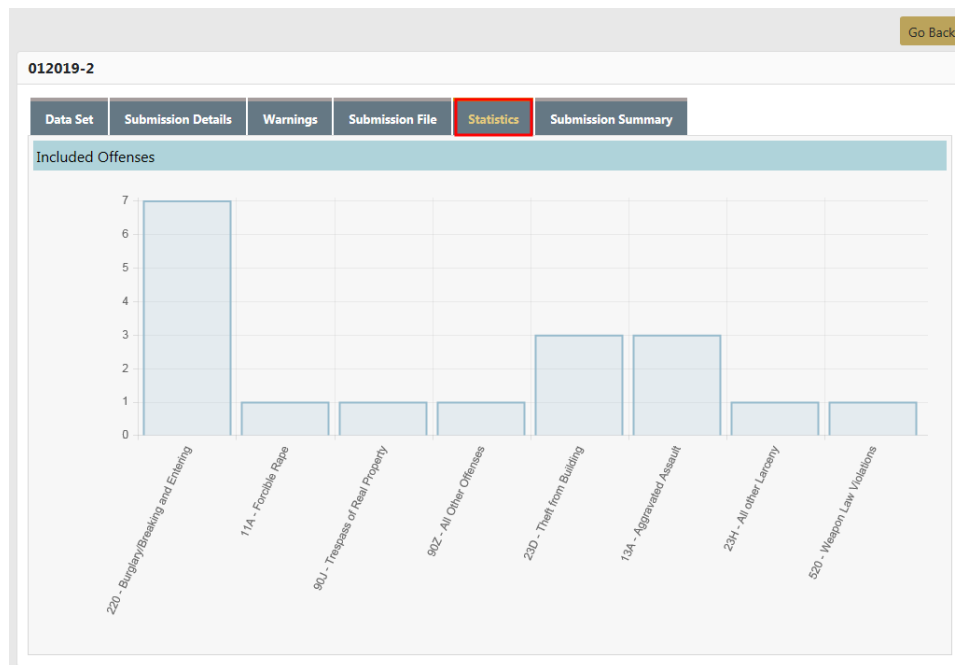 Go Back
012019-2
Data Set Submission Details Warnings Submission File Statistics Submission Summary
Included Offenses
7
6
5
4
3
2
1
0
220 - Burglary/Breaking and Entering
11A - Forcible Rape
90J - Trespass of Real Property
90Z - All Other Offenses
23D - Theft from Building
13A - Aggravated Assault
23H - All other Larceny
520 - Weapon Law Violations